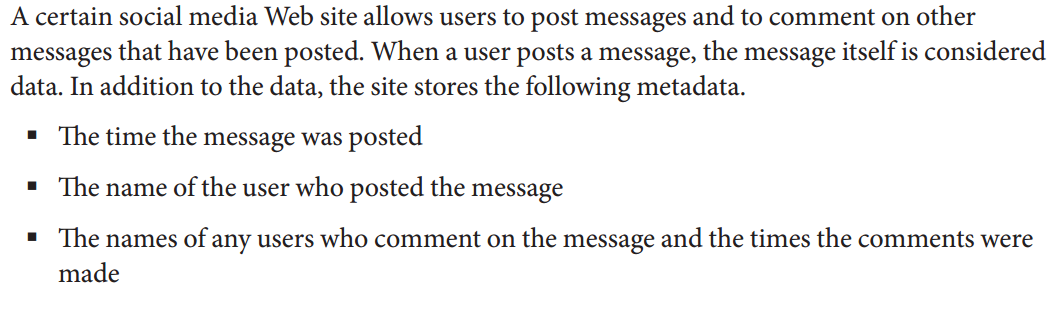 A certain social media Web site allows users to post messages and to comment on other
messages that have been posted. When a user posts a message, the message itself is considered
data. In addition to the data, the site stores the following metadata.
▪ The time the message was posted
▪ The name of the user who posted the message
▪ The names of any users who comment on the message and the times the comments were
made